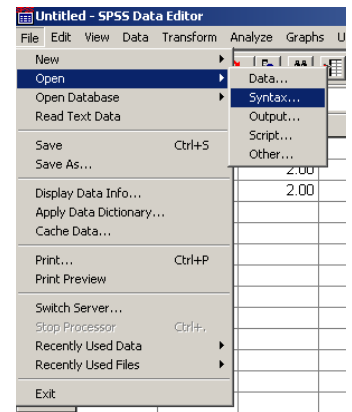 Untitled - SPSS Data Editor
File Edit View Data Transform Analyze Graphs
New
Open
Open Database
Read Text Data
Save Ctrl+S
Save As...
Display Data Info...
Apply Data Dictionary...
Cache Data...
Print... Ctrl+P
Print Preview
Switch Server...
Stop Processor Ctrl+.
Recently Used Data
Recently Used Files
Exit
Data...
Syntax...
Output...
Script...
Other...
2.00
2.00